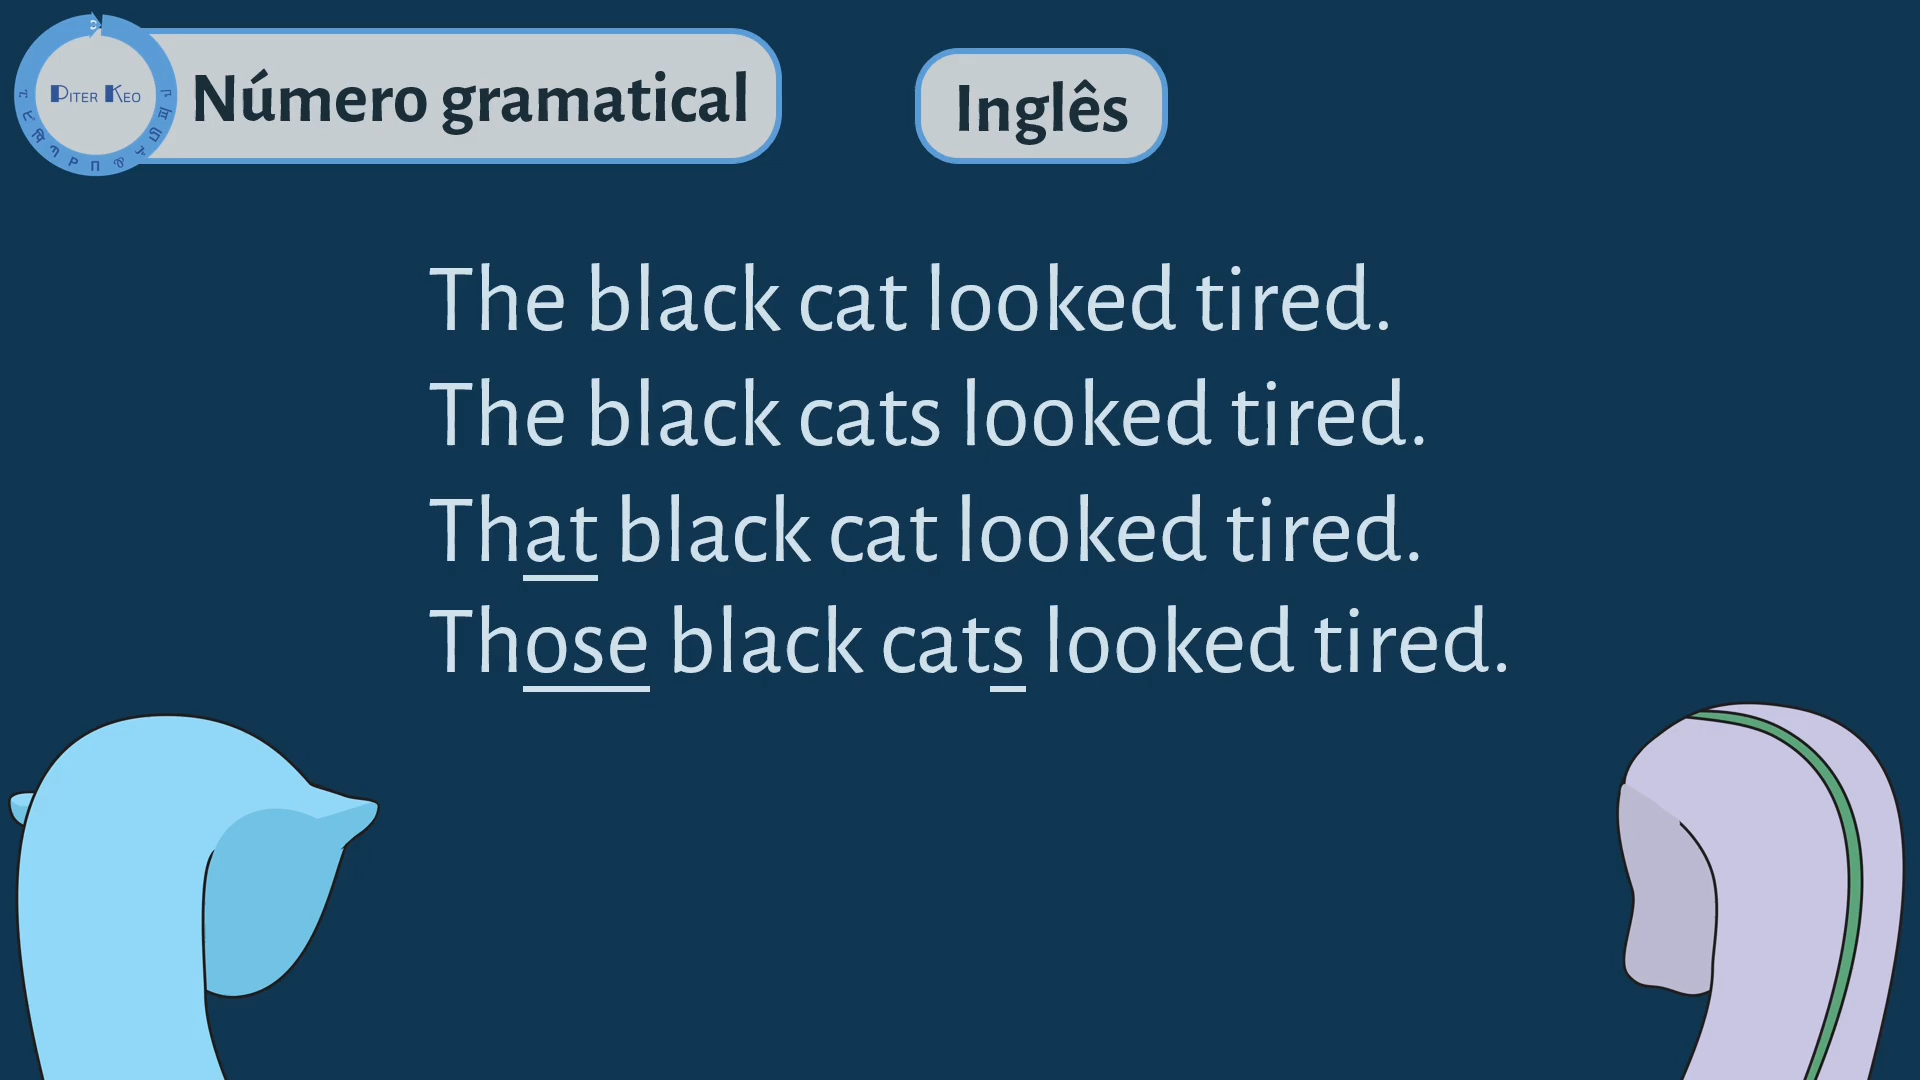 PITER KEO
Número gramatical
Inglês
The black cat looked tired.
The black cats looked tired.
That black cat looked tired.
Those black cats looked tired.